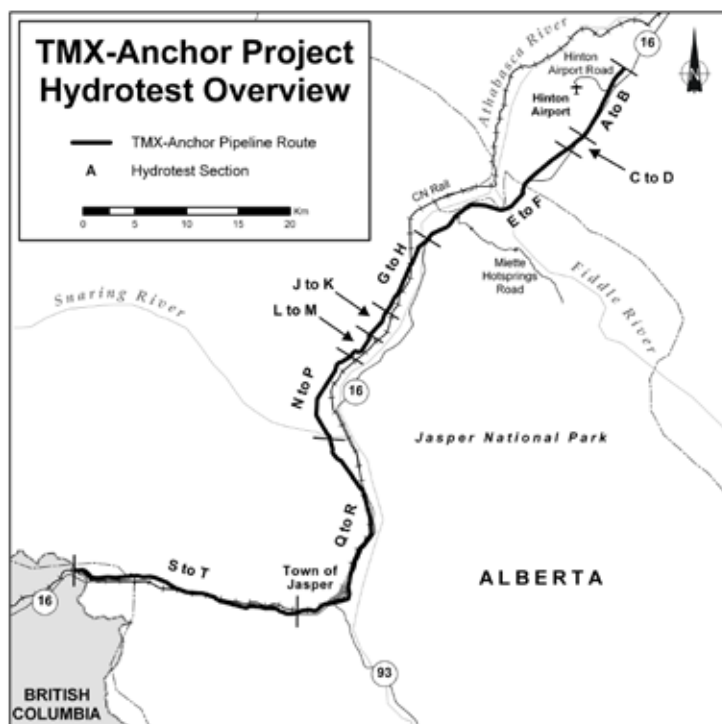 TMX-Anchor Project
Hydrotest Overview
TMX-Anchor Pipeline Route
A Hydrotest Section
Km
0 5 10 15 20
Athabasca River
16
Hinton
Airport Road
Hinton
Airport
N
A to B
C to D
CN Rail
E to F
G to H
Miette
Hotsprings
Road
Fiddle River
J to K
L to M
Snaring River
N to P
16
Jasper National Park
Q to R
S to T
Town of
Jasper
ALBERTA
16
93
BRITISH
COLUMBIA